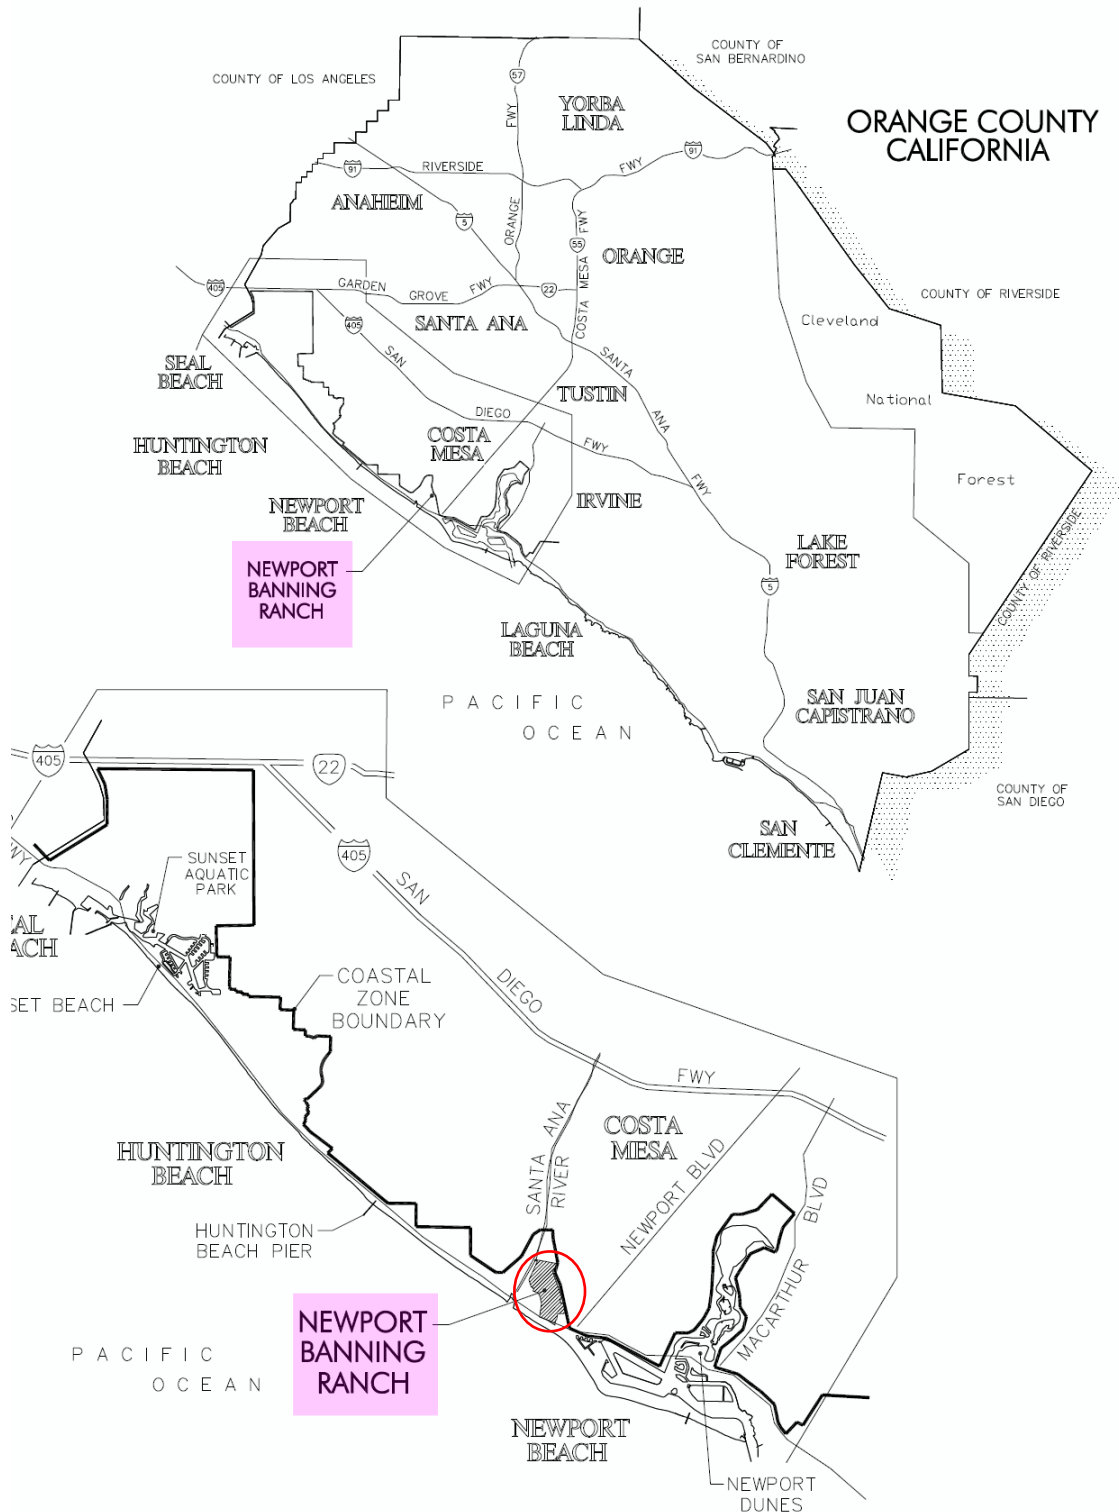 COUNTY OF
SAN BERNARDINO
COUNTY OF LOS ANGELES
57
FWY
YORBA
LINDA
ORANGE COUNTY
CALIFORNIA
91
RIVERSIDE
FWY
91
ANAHEIM
5
ORANGE
FWY
55
ORANGE
COSTA MESA
405
GARDEN
GROVE
FWY
22
COUNTY OF RIVERSIDE
Cleveland
405
SANTA ANA
SAN
SANTA
SEAL
BEACH
TUSTIN
National
DIEGO
ANA
COSTA
MESA
FWY
HUNTINGTON
BEACH
FWY
Forest
NEWPORT
BEACH
IRVINE
LAKE
FOREST
COUNTY OF RIVERSIDE
NEWPORT
BANNING
RANCH
5
LAGUNA
BEACH
PACIFIC
OCEAN
SAN JUAN
CAPISTRANO
405
22
COUNTY OF
SAN DIEGO
SAN
CLEMENTE
405
WY
SUNSET
AQUATIC
PARK
SAN
EAL
ACH
SET BEACH
COASTAL
ZONE
BOUNDARY
DIEGO
FWY
SANTA ANA
RIVER
COSTA
MESA
HUNTINGTON
BEACH
NEWPORT BLVD
BLVD
HUNTINGTON
BEACH PIER
MACARTHUR
NEWPORT
BANNING
RANCH
PACIFIC
OCEAN
NEWPORT
BEACH
NEWPORT
DUNES